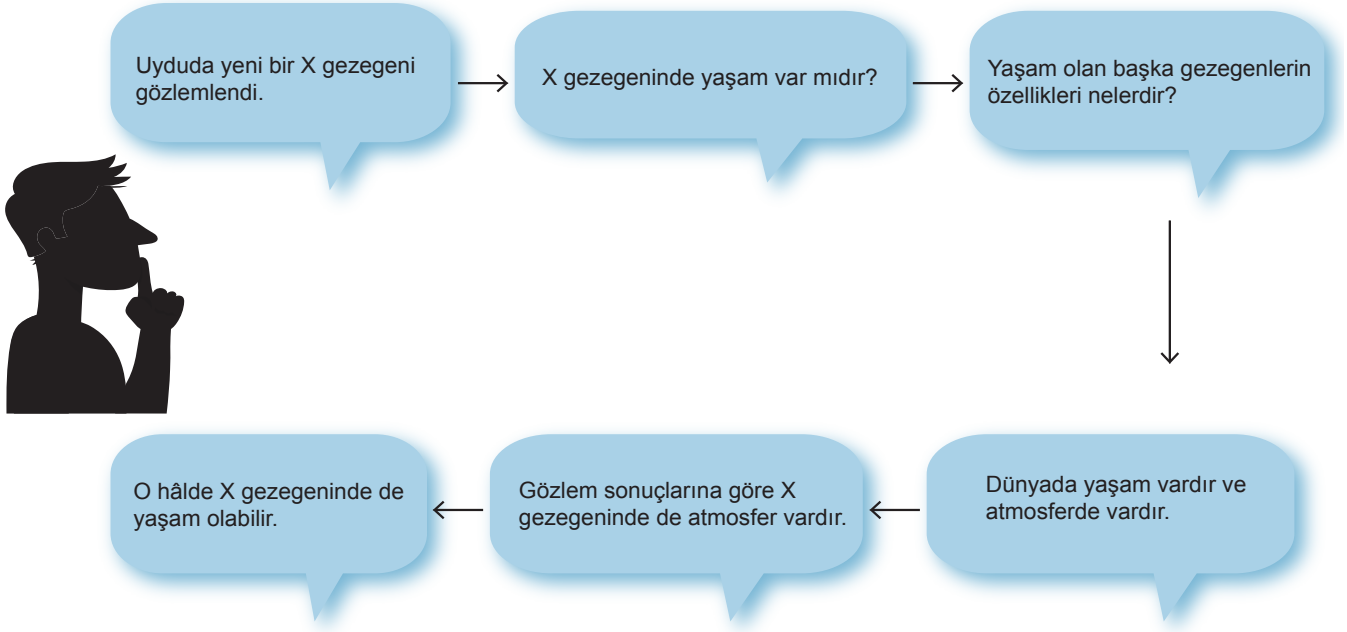 Uyduda yeni bir X gezegeni
gözlemlendi.
X gezegeninde yaşam var mıdır?
Yaşam olan başka gezegenlerin
özellikleri nelerdir?
Dünyada yaşam vardır ve
atmosferde vardır.
Gözlem sonuçlarına göre X
gezegeninde de atmosfer vardır.
O hâlde X gezegeninde de
yaşam olabilir.